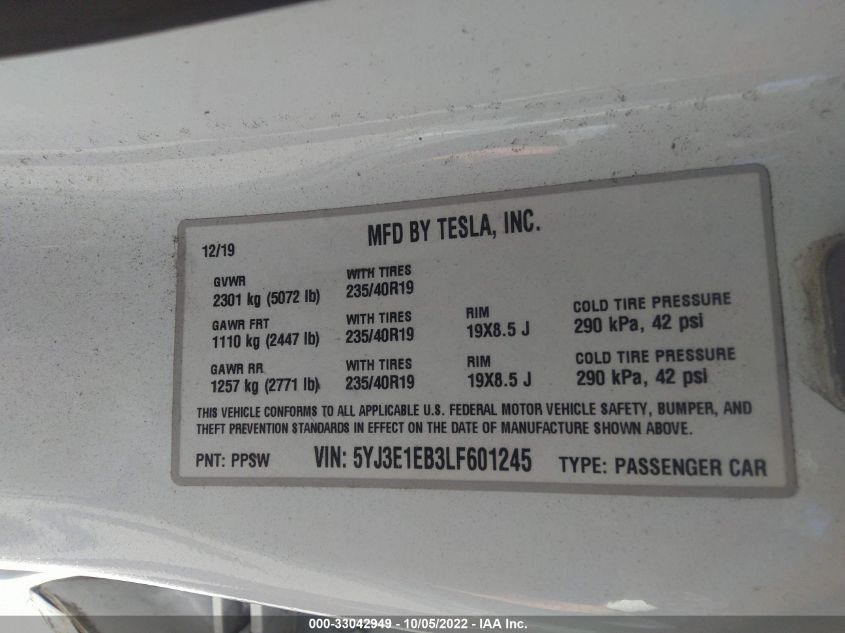 MFD BY TESLA, INC.
12/19
GVWR WITH TIRES
2301 kg (5072 lb) 235/40R19
GAWR FRT WITH TIRES RIM COLD TIRE PRESSURE
1110 kg (2447 lb) 235/40R19 19X8.5 J 290 kPa, 42 psi
GAWR RR WITH TIRES RIM COLD TIRE PRESSURE
1257 kg (2771 lb) 235/40R19 19X8.5 J 290 kPa, 42 psi
THIS VEHICLE CONFORMS TO ALL APPLICABLE U.S. FEDERAL MOTOR VEHICLE SAFETY, BUMPER, AND
THEFT PREVENTION STANDARDS IN EFFECT ON THE DATE OF MANUFACTURE SHOWN ABOVE.
PNT: PPSW VIN: 5YJ3E1EB3LF601245 TYPE: PASSENGER CAR
000-33042949 - 10/05/2022 - IAA Inc.